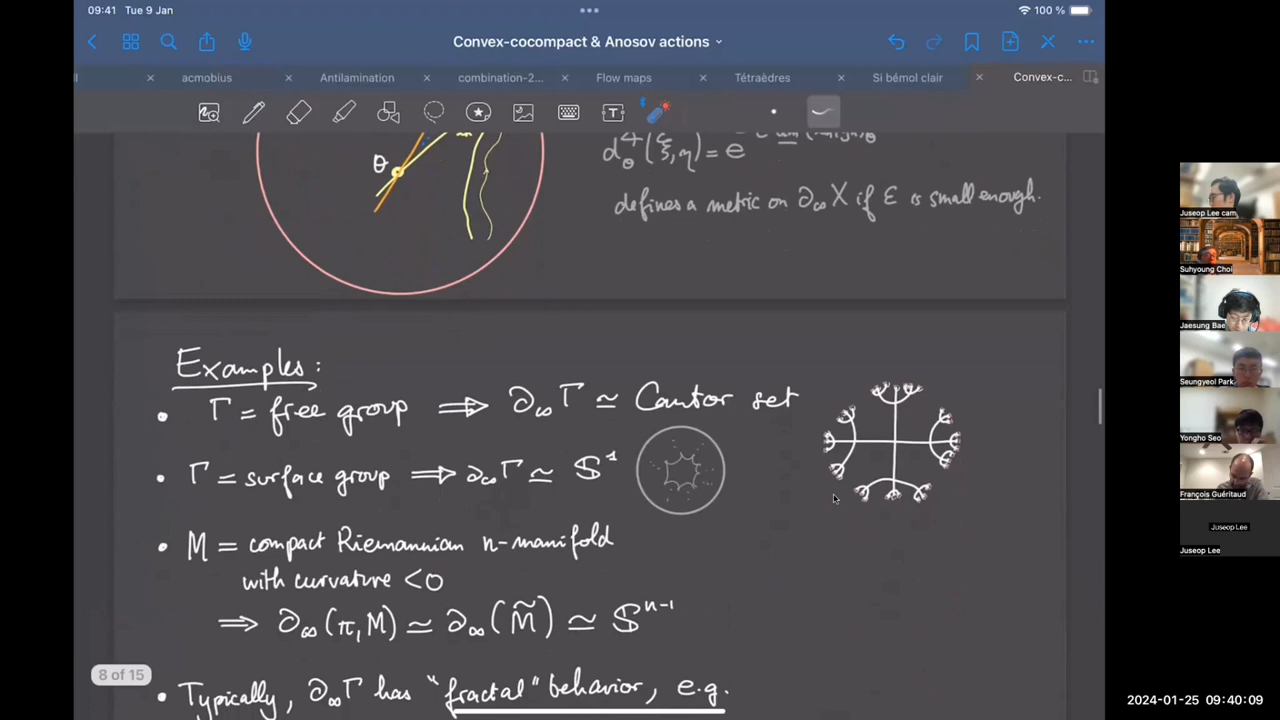 09:41 Tue 9 Jan
100 %
Convex-cocompact & Anosov actions
acmobius
Antilamination
combination-2...
Flow maps
Tétraèdres
Si bémol clair
Convex-c...
θ
d_θ(ξ,η) = e
defines a metric on ∂∞X if ε is small enough.
Examples:
• Γ = free group ⟹ ∂∞Γ ≃ Cantor set
• Γ = surface group ⟹ ∂∞Γ ≃ 𝕊¹
• M = compact Riemannian n-manifold
with curvature <0
⟹ ∂∞(π₁M) ≃ ∂∞(M̃) ≃ 𝕊ⁿ⁻¹
8 of 15
• Typically, ∂∞Γ has "fractal" behavior, e.g.
Juseop Lee cam
Suhyoung Choi
Jaesung Bae
Seungyeol Park
Yongho Seo
François Guéritaud
Juseop Lee
Juseop Lee
2024-01-25 09:40:09